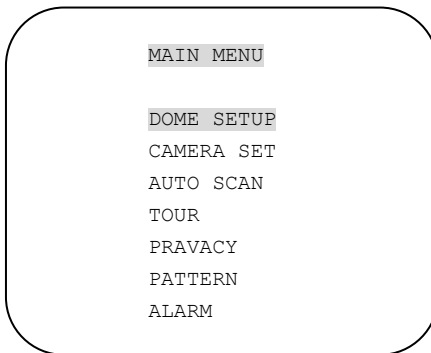 MAIN MENU
DOME SETUP
CAMERA SET
AUTO SCAN
TOUR
PRAVACY
PATTERN
ALARM